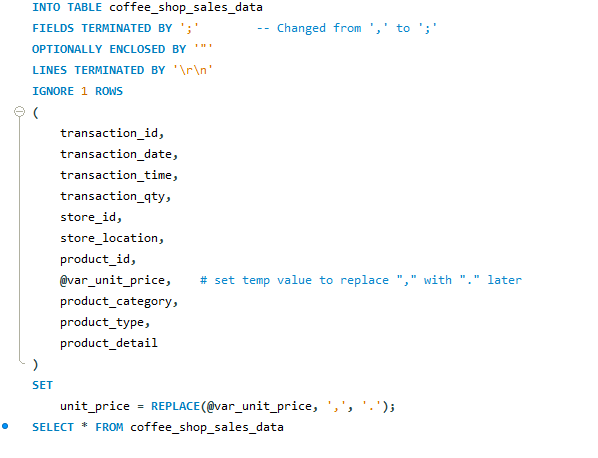 INTO TABLE coffee_shop_sales_data
FIELDS TERMINATED BY ';' -- Changed from ',' to ';'
OPTIONALLY ENCLOSED BY '"'
LINES TERMINATED BY '\r\n'
IGNORE 1 ROWS
(
transaction_id,
transaction_date,
transaction_time,
transaction_qty,
store_id,
store_location,
product_id,
@var_unit_price, # set temp value to replace "," with "." later
product_category,
product_type,
product_detail
)
SET
unit_price = REPLACE(@var_unit_price, ',', '.');
SELECT * FROM coffee_shop_sales_data